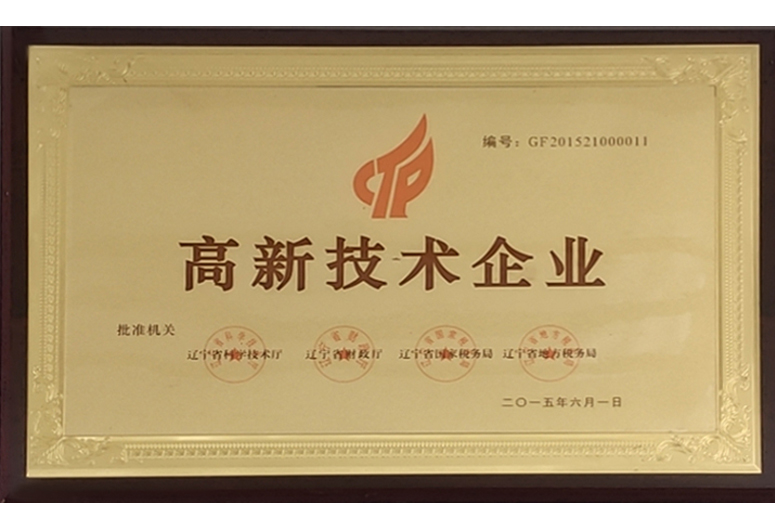 CTP
编号：GF201521000011
高新技术企业
批准机关
辽宁省科学技术厅 辽宁省财政厅 辽宁省国家税务局 辽宁省地方税务局
二〇一五年六月一日